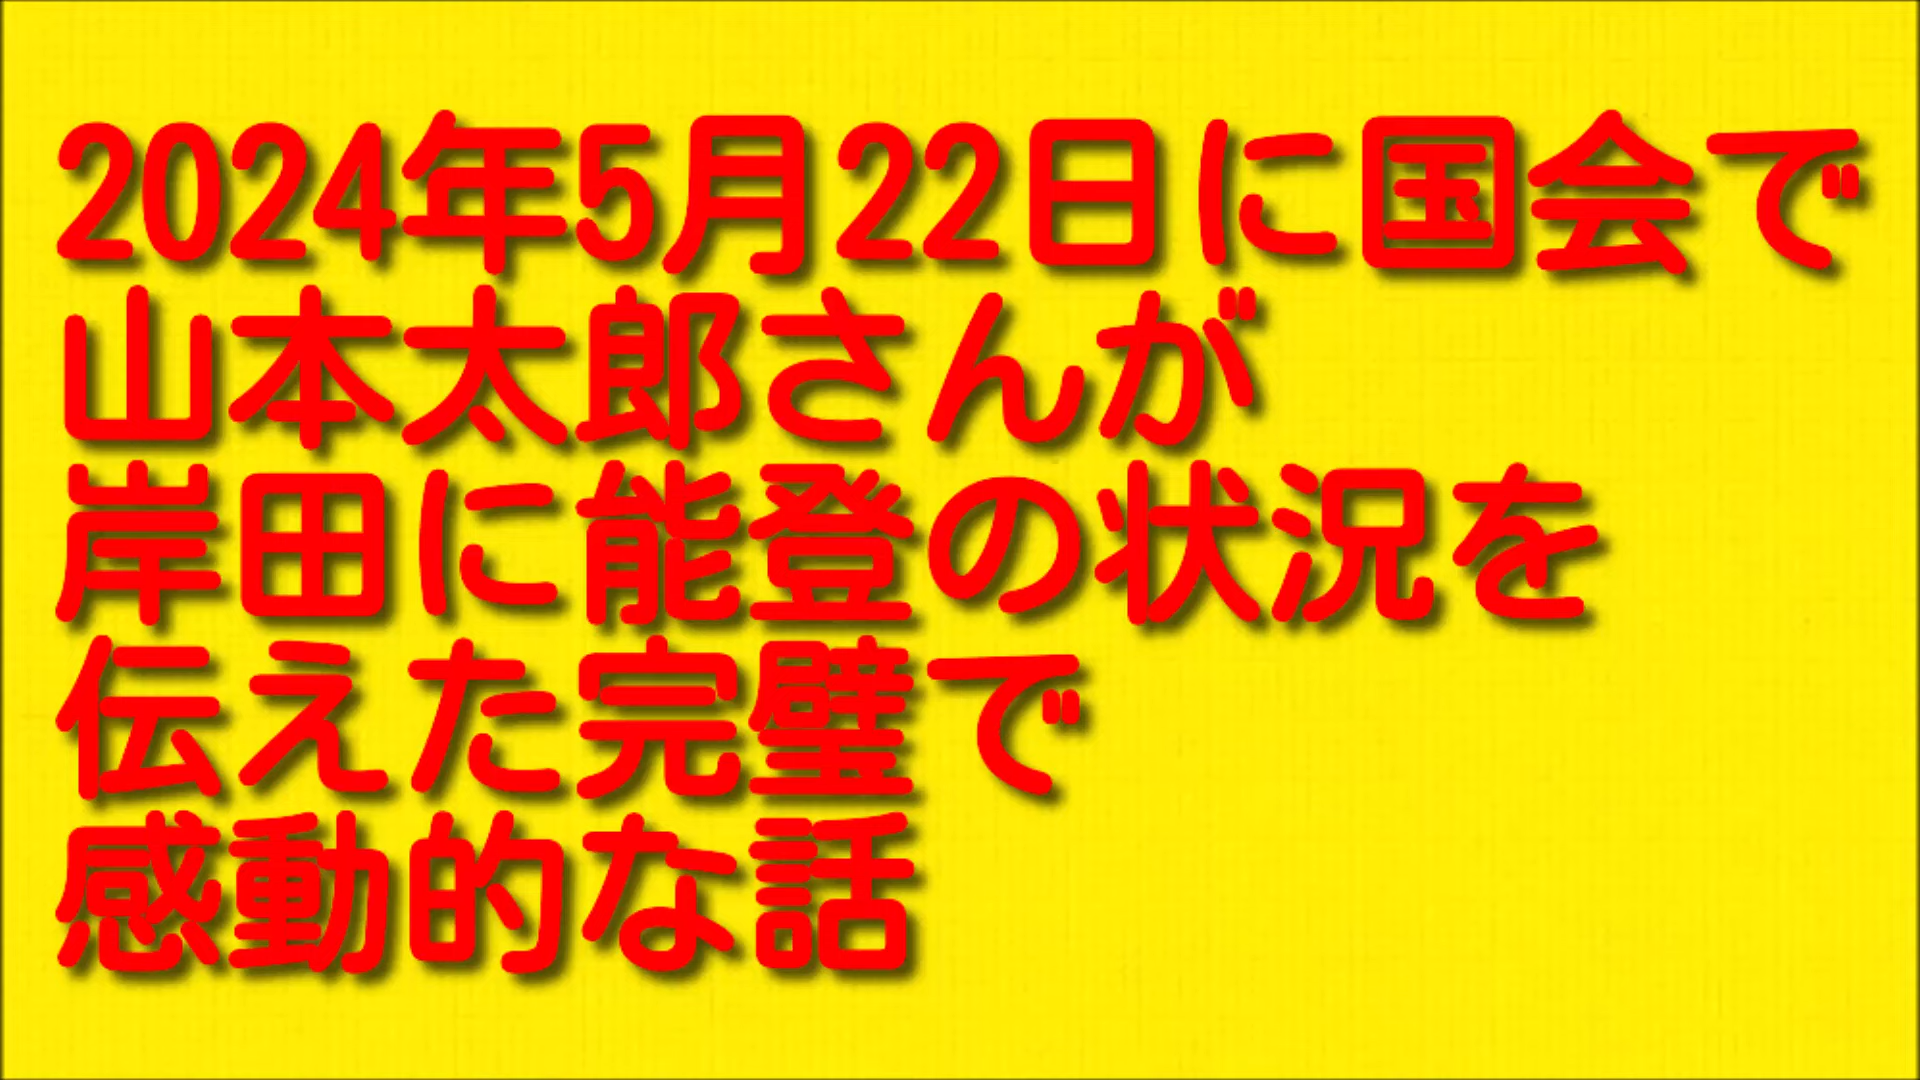 2024年5月22日に国会で
山本太郎さんが
岸田に能登の状況を
伝えた完璧で
感動的な話